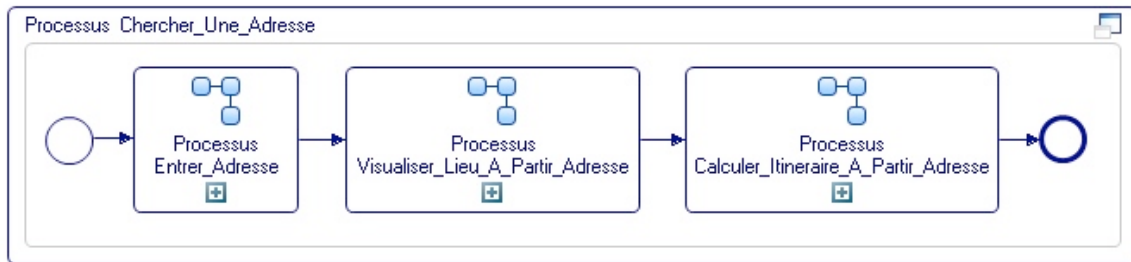 Processus Chercher_Une_Adresse
Processus
Entrer_Adresse
Processus
Visualiser_Lieu_A_Partir_Adresse
Processus
Calculer_Itineraire_A_Partir_Adresse